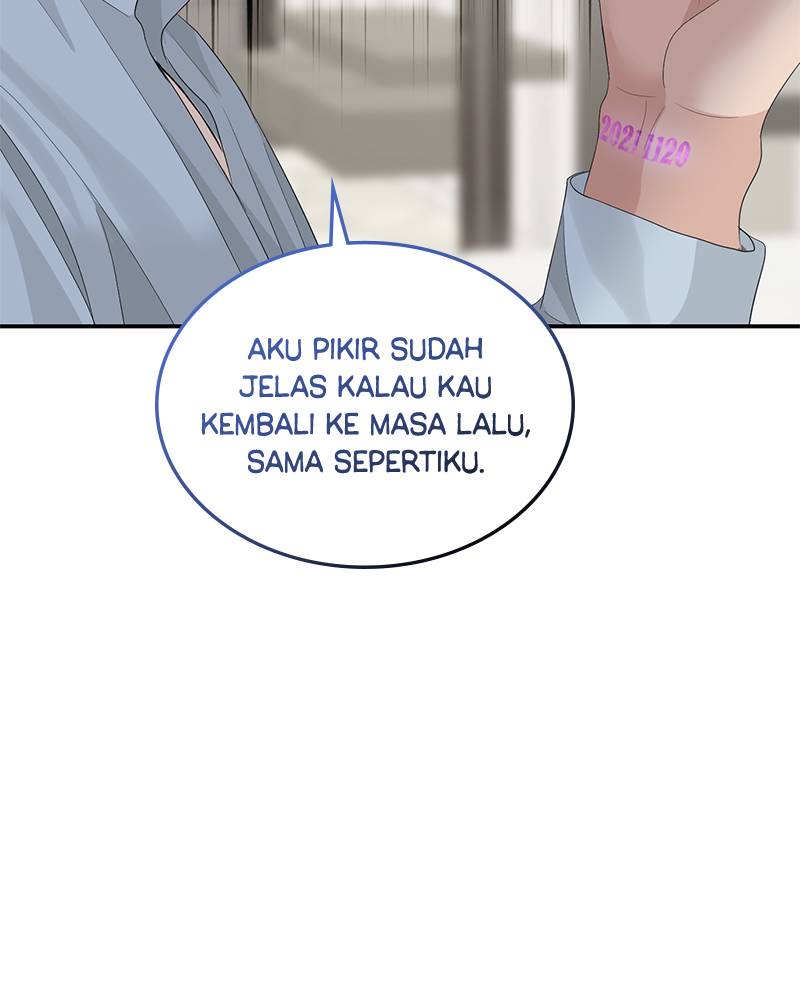 20211120
AKU PIKIR SUDAH
JELAS KALAU KAU
KEMBALI KE MASA LALU,
SAMA SEPERTIKU.